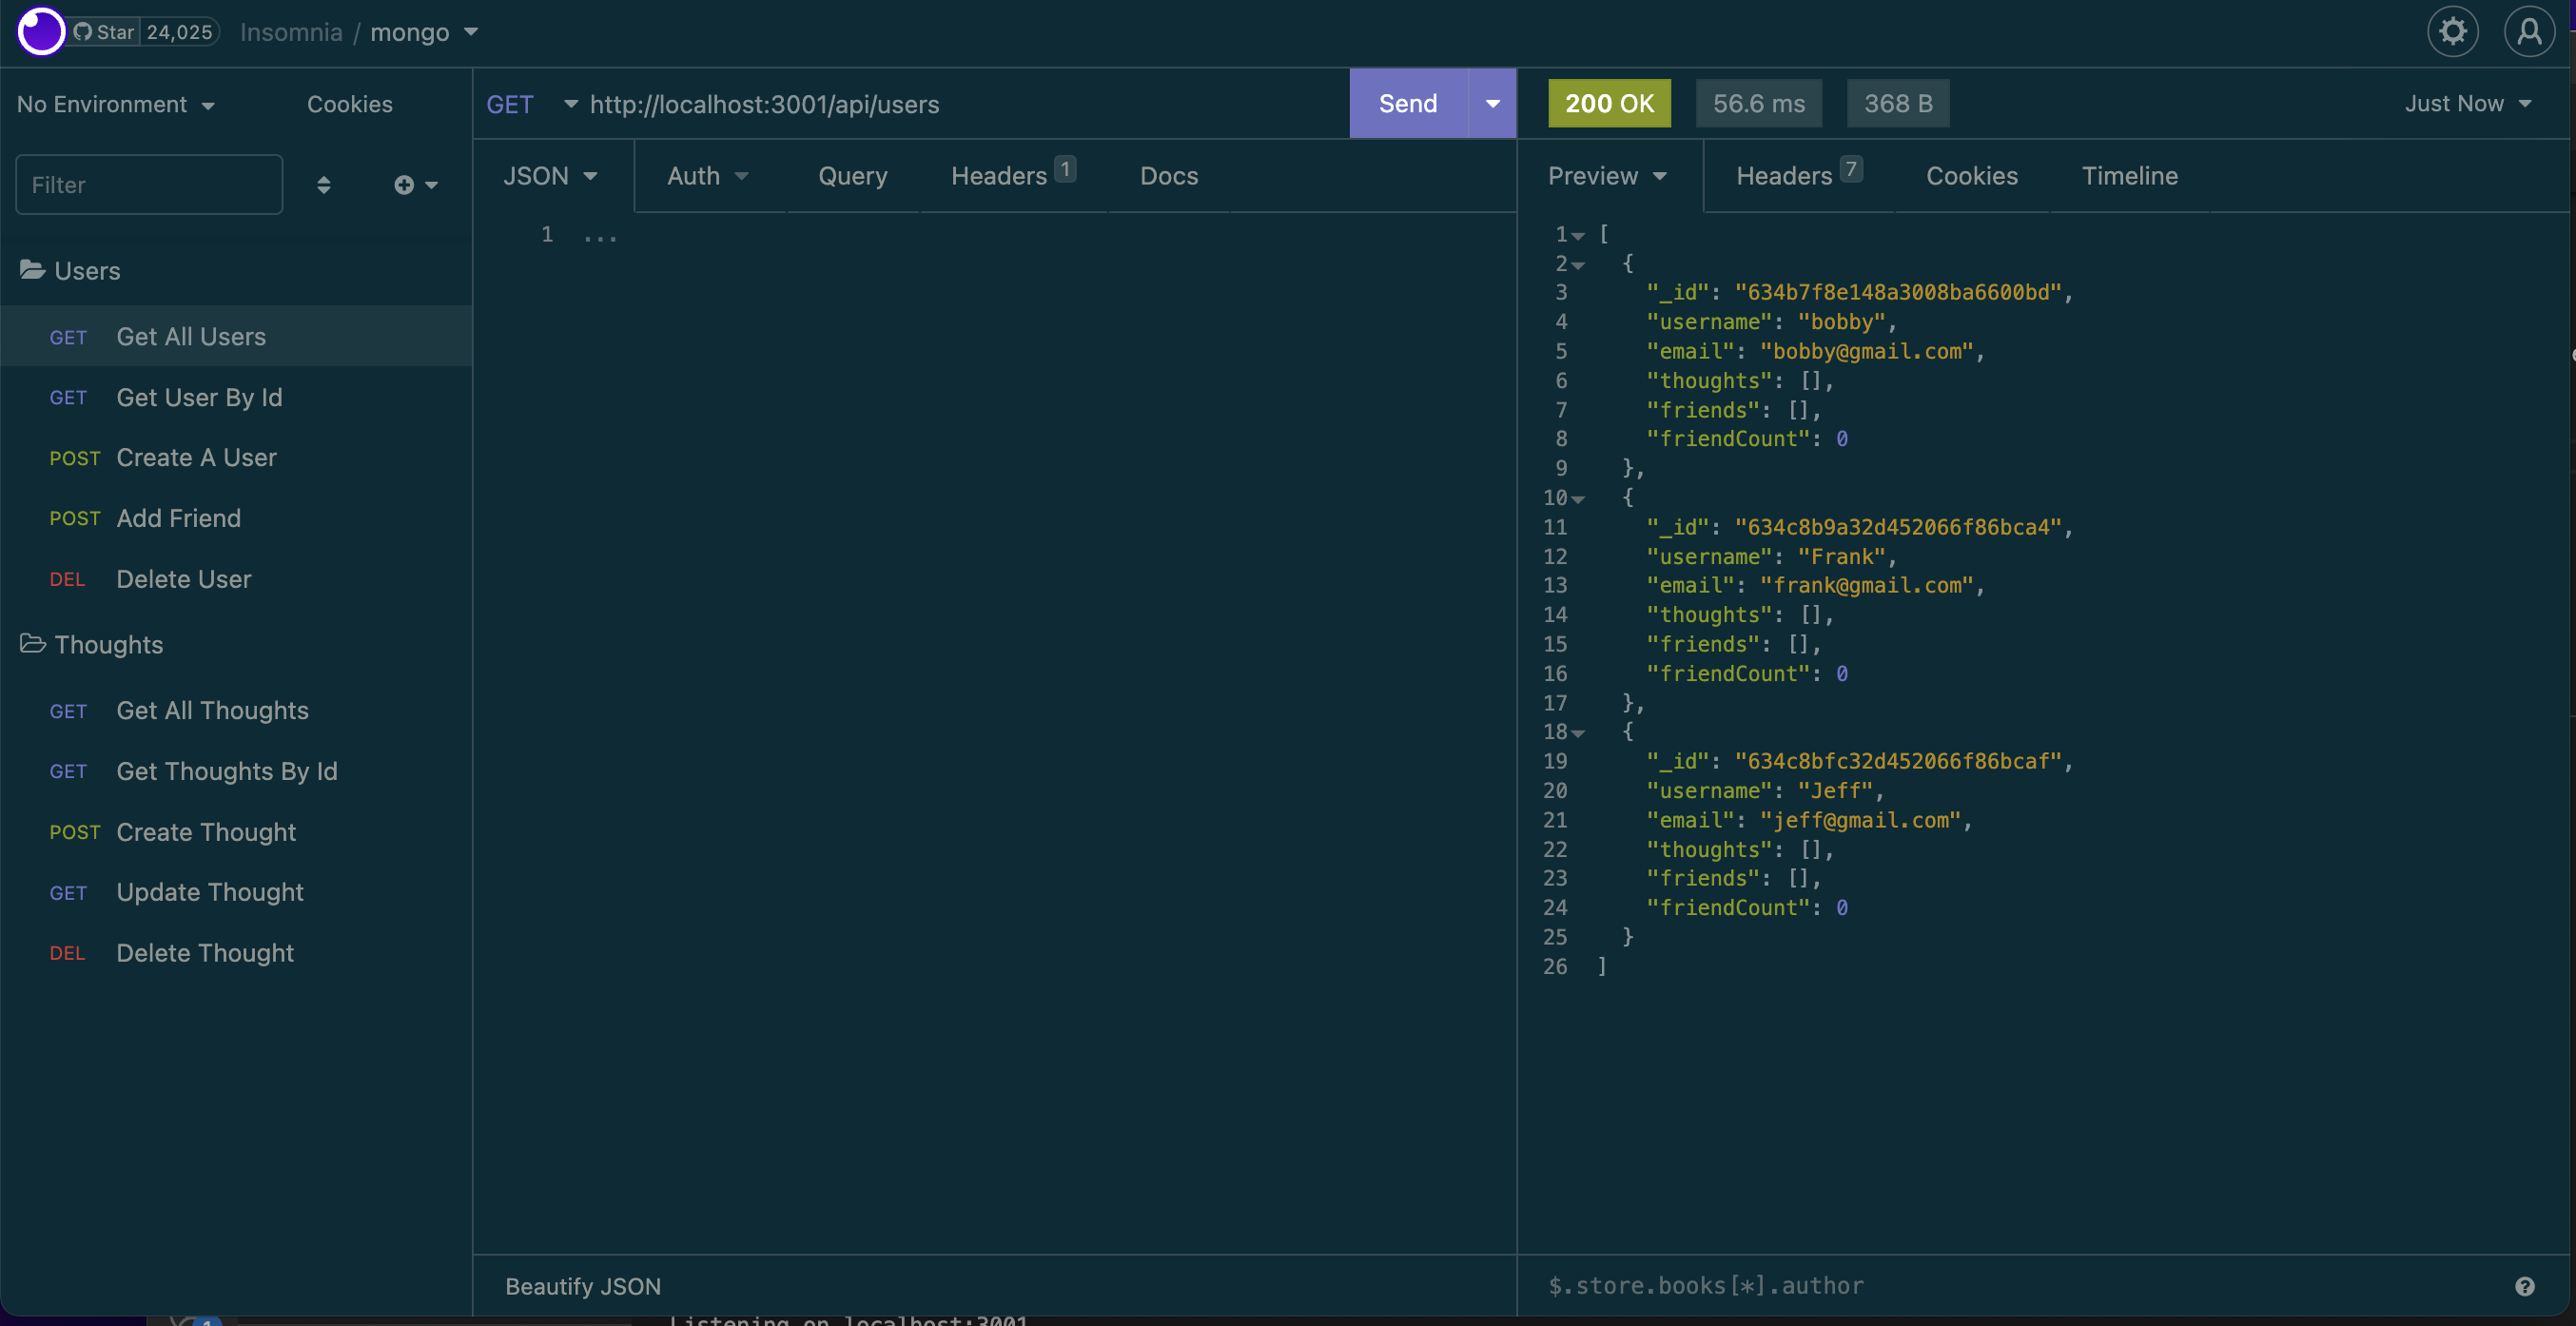 Star 24,025 Insomnia / mongo
No Environment Cookies
Filter
Users
GET Get All Users
GET Get User By Id
POST Create A User
POST Add Friend
DEL Delete User
Thoughts
GET Get All Thoughts
GET Get Thoughts By Id
POST Create Thought
GET Update Thought
DEL Delete Thought
GET http://localhost:3001/api/users Send
JSON Auth Query Headers 1 Docs
1 ...
Beautify JSON
200 OK 56.6 ms 368 B Just Now
Preview Headers 7 Cookies Timeline
1 [
2 {
3 "_id": "634b7f8e148a3008ba6600bd",
4 "username": "bobby",
5 "email": "bobby@gmail.com",
6 "thoughts": [],
7 "friends": [],
8 "friendCount": 0
9 },
10 {
11 "_id": "634c8b9a32d452066f86bca4",
12 "username": "Frank",
13 "email": "frank@gmail.com",
14 "thoughts": [],
15 "friends": [],
16 "friendCount": 0
17 },
18 {
19 "_id": "634c8bfc32d452066f86bcaf",
20 "username": "Jeff",
21 "email": "jeff@gmail.com",
22 "thoughts": [],
23 "friends": [],
24 "friendCount": 0
25 }
26 ]
$.store.books[*].author
1
Listening on localhost:3001